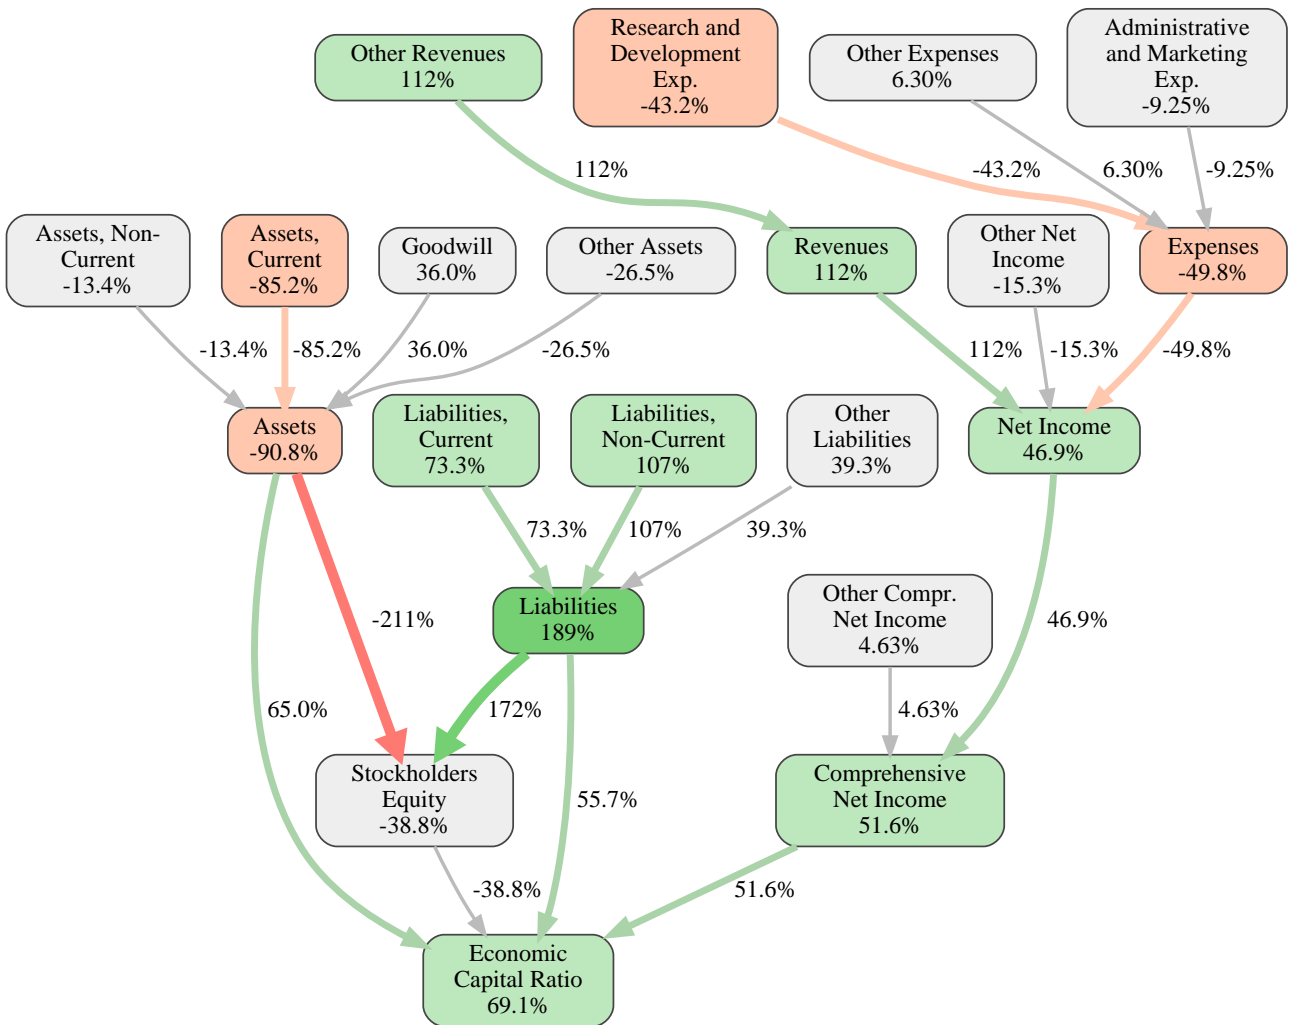 Other Revenues
112%
Research and
Development
Exp.
-43.2%
Other Expenses
6.30%
Administrative
and Marketing
Exp.
-9.25%
112%
-43.2%
6.30%
-9.25%
Assets, Non-
Current
-13.4%
Assets,
Current
-85.2%
Goodwill
36.0%
Other Assets
-26.5%
Revenues
112%
Other Net
Income
-15.3%
Expenses
-49.8%
-13.4%
-85.2%
36.0%
-26.5%
112%
-15.3%
-49.8%
Assets
-90.8%
Liabilities,
Current
73.3%
Liabilities,
Non-Current
107%
Other
Liabilities
39.3%
Net Income
46.9%
73.3%
107%
39.3%
Liabilities
189%
Other Compr.
Net Income
4.63%
-211%
46.9%
65.0%
172%
4.63%
Stockholders
Equity
-38.8%
55.7%
Comprehensive
Net Income
51.6%
-38.8%
51.6%
Economic
Capital Ratio
69.1%